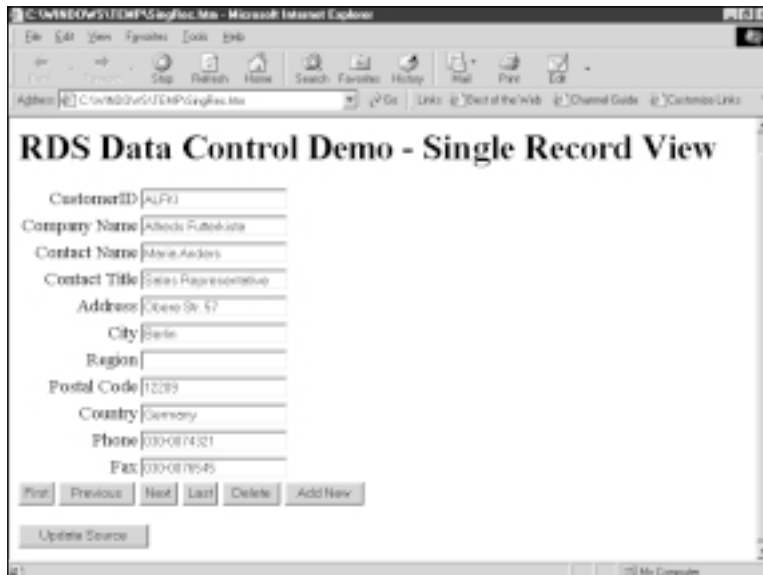 C:\WINDOWS\TEMP\SingRec.htm - Microsoft Internet Explorer
File Edit View Favorites Tools Help
Back Forward Stop Refresh Home Search Favorites History Mail Print Edit
Address C:\WINDOWS\TEMP\SingRec.htm Go Links Best of the Web Channel Guide Customize Links
RDS Data Control Demo - Single Record View
CustomerID ALFKI
Company Name Alfreds Futterkiste
Contact Name Maria Anders
Contact Title Sales Representative
Address Obere Str. 57
City Berlin
Region
Postal Code 12209
Country Germany
Phone 030-0074321
Fax 030-0076545
First Previous Next Last Delete Add New
Update Source
My Computer